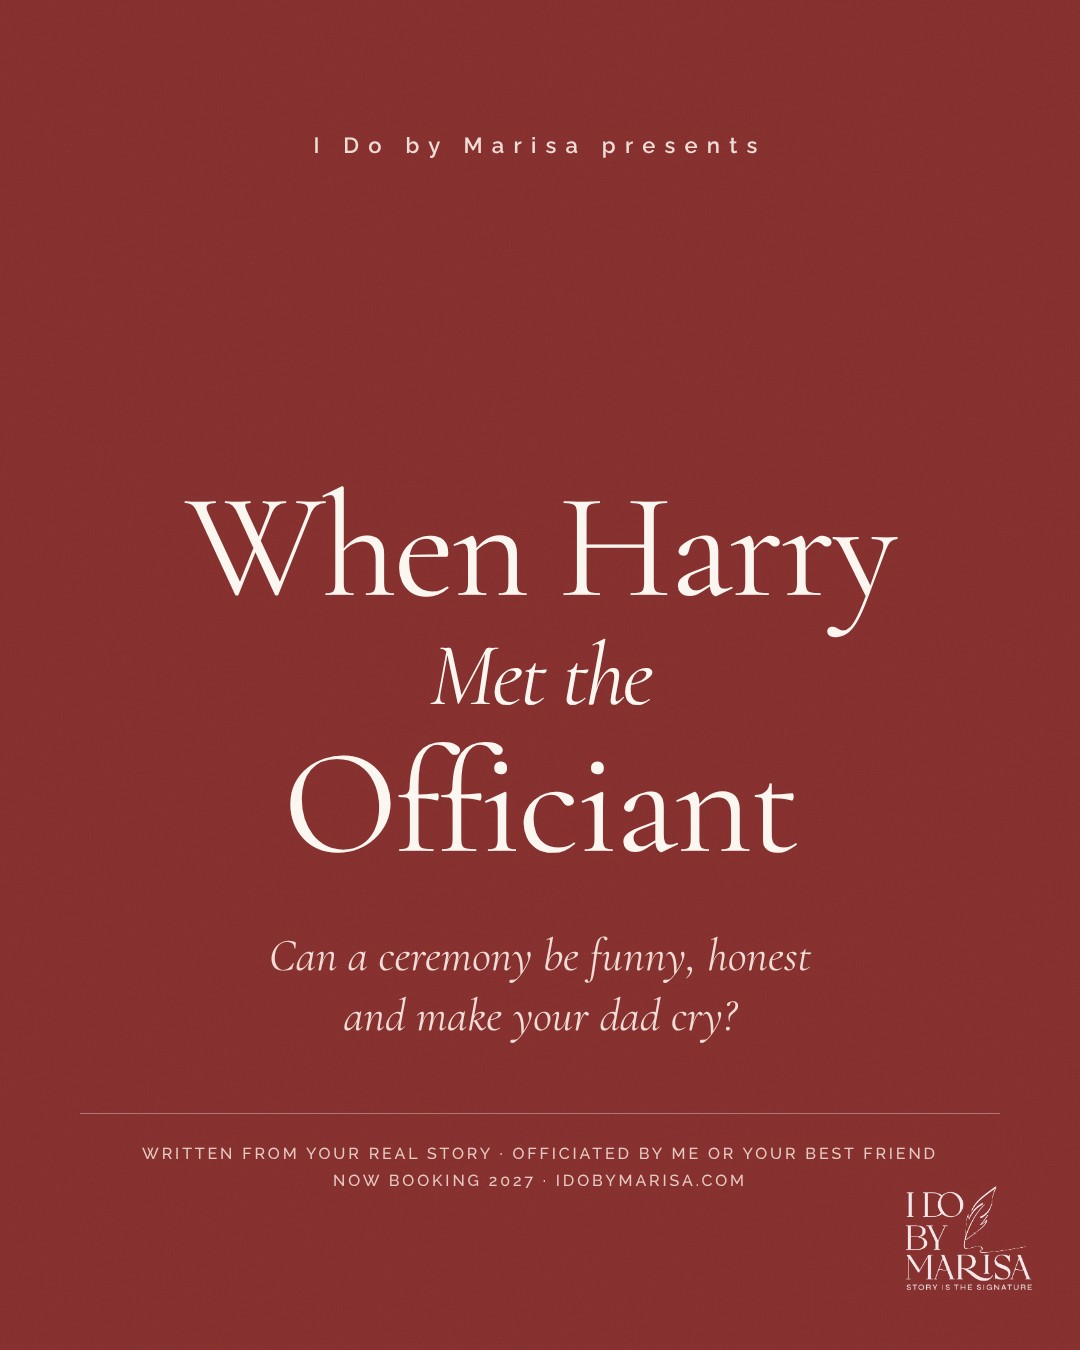 I Do by Marisa presents
When Harry
Met the
Officiant
Can a ceremony be funny, honest
and make your dad cry?
WRITTEN FROM YOUR REAL STORY · OFFICIATED BY ME OR YOUR BEST FRIEND
NOW BOOKING 2027 · IDOBYMARISA.COM
I DO
BY
MARISA
STORY IS THE SIGNATURE